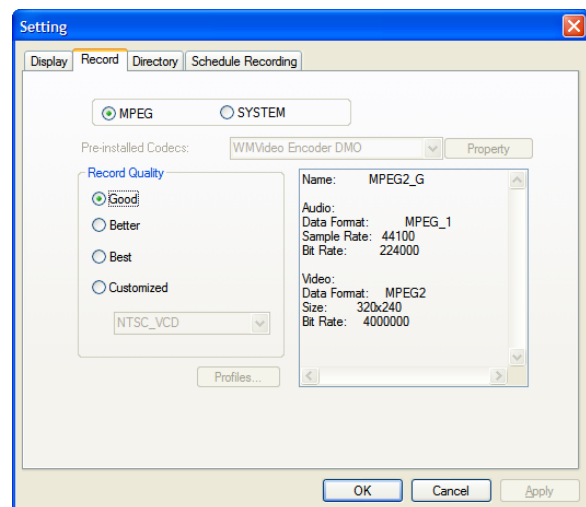 Setting
Display Record Directory Schedule Recording
MPEG SYSTEM
Pre-installed Codecs: WMVideo Encoder DMO Property
Record Quality
Good
Better
Best
Customized
NTSC_VCD
Profiles...
Name: MPEG2_G
Audio:
Data Format: MPEG_1
Sample Rate: 44100
Bit Rate: 224000
Video:
Data Format: MPEG2
Size: 320x240
Bit Rate: 4000000
OK Cancel Apply